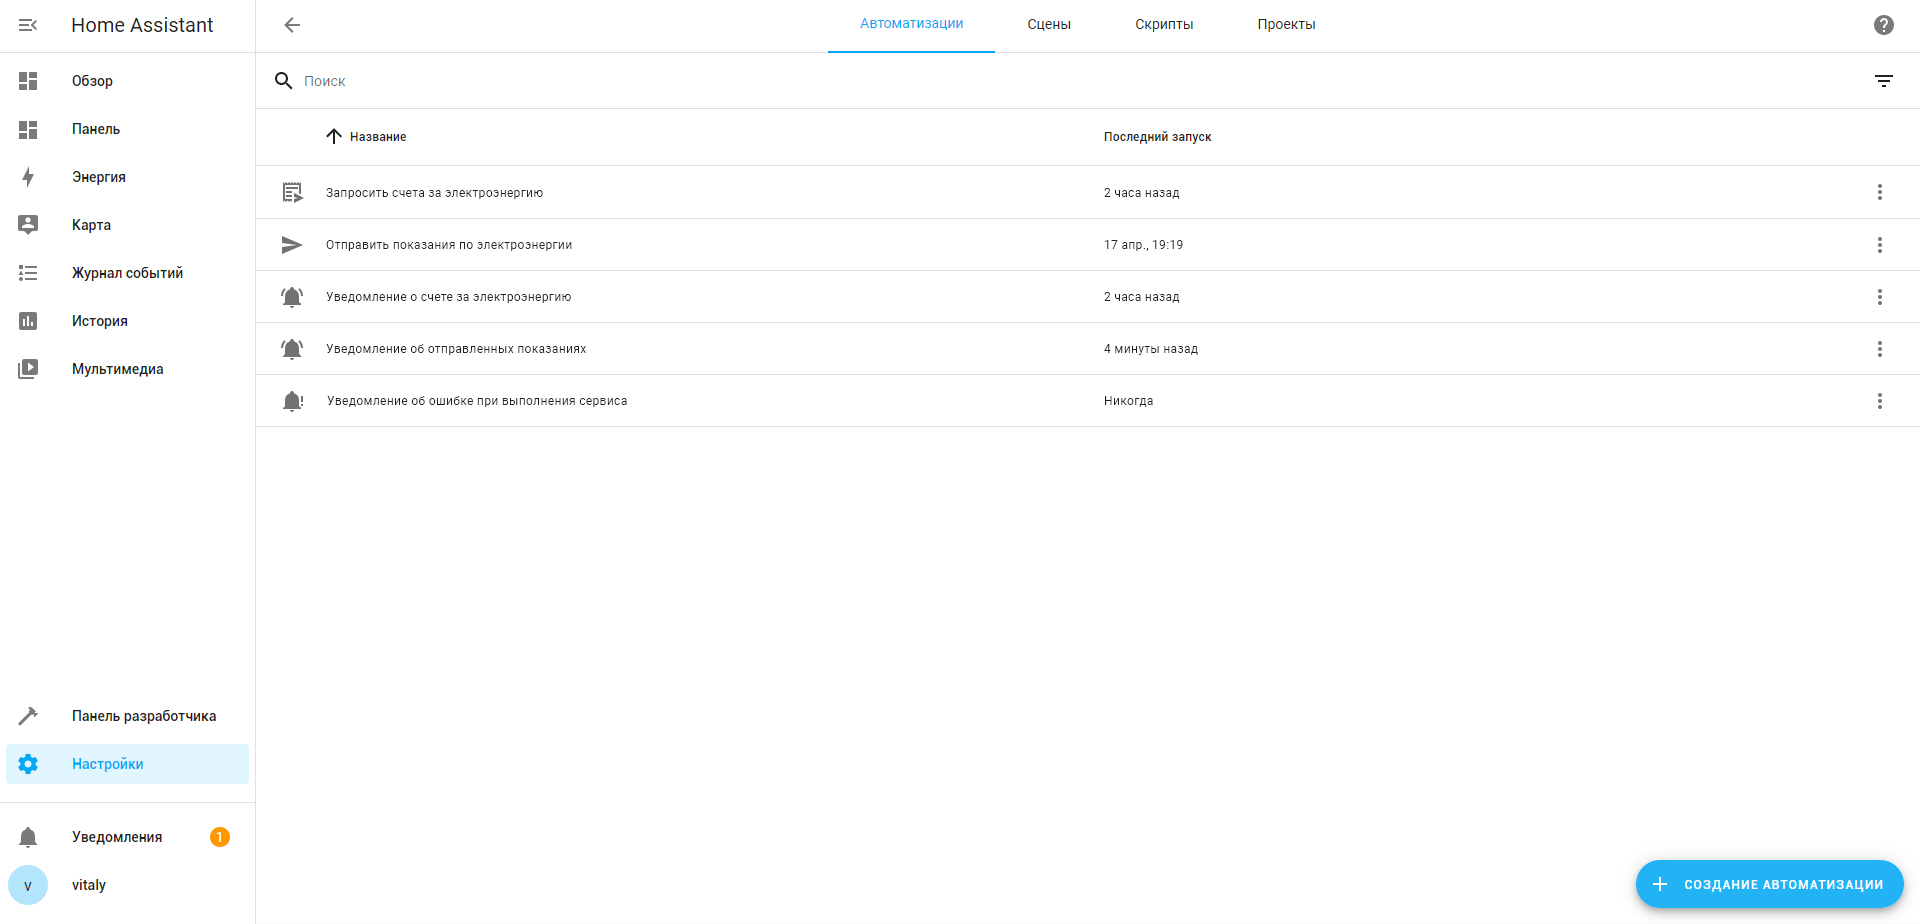 Home Assistant
Автоматизации
Сцены
Скрипты
Проекты
Обзор
Панель
Энергия
Карта
Журнал событий
История
Мультимедиа
Панель разработчика
Настройки
Уведомления
1
v
vitaly
Поиск
Название
Последний запуск
Запросить счета за электроэнергию
2 часа назад
Отправить показания по электроэнергии
17 апр., 19:19
Уведомление о счете за электроэнергию
2 часа назад
Уведомление об отправленных показаниях
4 минуты назад
Уведомление об ошибке при выполнения сервиса
Никогда
СОЗДАНИЕ АВТОМАТИЗАЦИИ